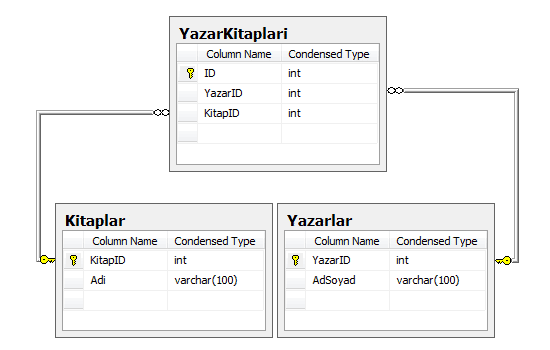 YazarKitaplari
Column Name Condensed Type
ID int
YazarID int
KitapID int
Kitaplar
Column Name Condensed Type
KitapID int
Adi varchar(100)
Yazarlar
Column Name Condensed Type
YazarID int
AdSoyad varchar(100)